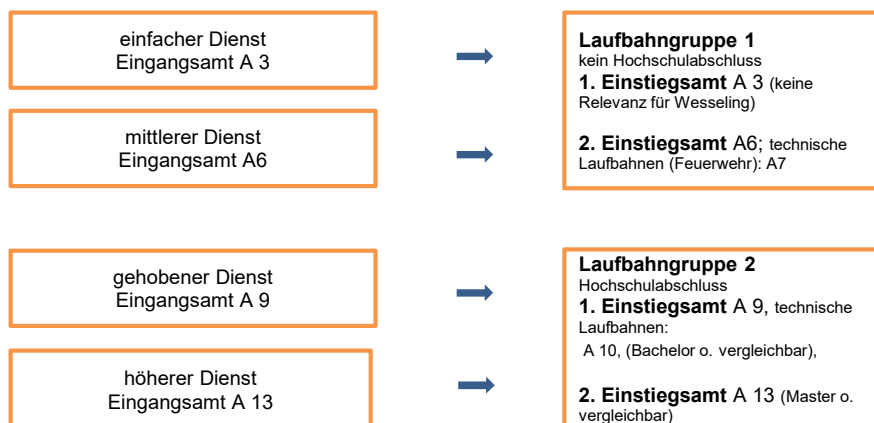 einfacher Dienst
Eingangsamt A 3
Laufbahngruppe 1
kein Hochschulabschluss
1. Einstiegsamt A 3 (keine
Relevanz für Wesseling)
mittlerer Dienst
Eingangsamt A6
2. Einstiegsamt A6; technische
Laufbahnen (Feuerwehr): A7
gehobener Dienst
Eingangsamt A 9
Laufbahngruppe 2
Hochschulabschluss
1. Einstiegsamt A 9, technische
Laufbahnen:
A 10, (Bachelor o. vergleichbar),
höherer Dienst
Eingangsamt A 13
2. Einstiegsamt A 13 (Master o.
vergleichbar)